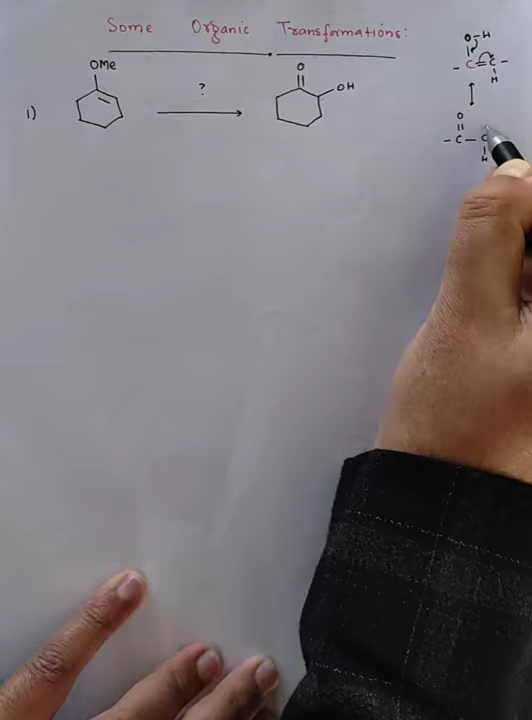 Some Organic Transformations:
OMe
1)
?
O
OH
O-H
- C = C -
H
O
- C - C
H